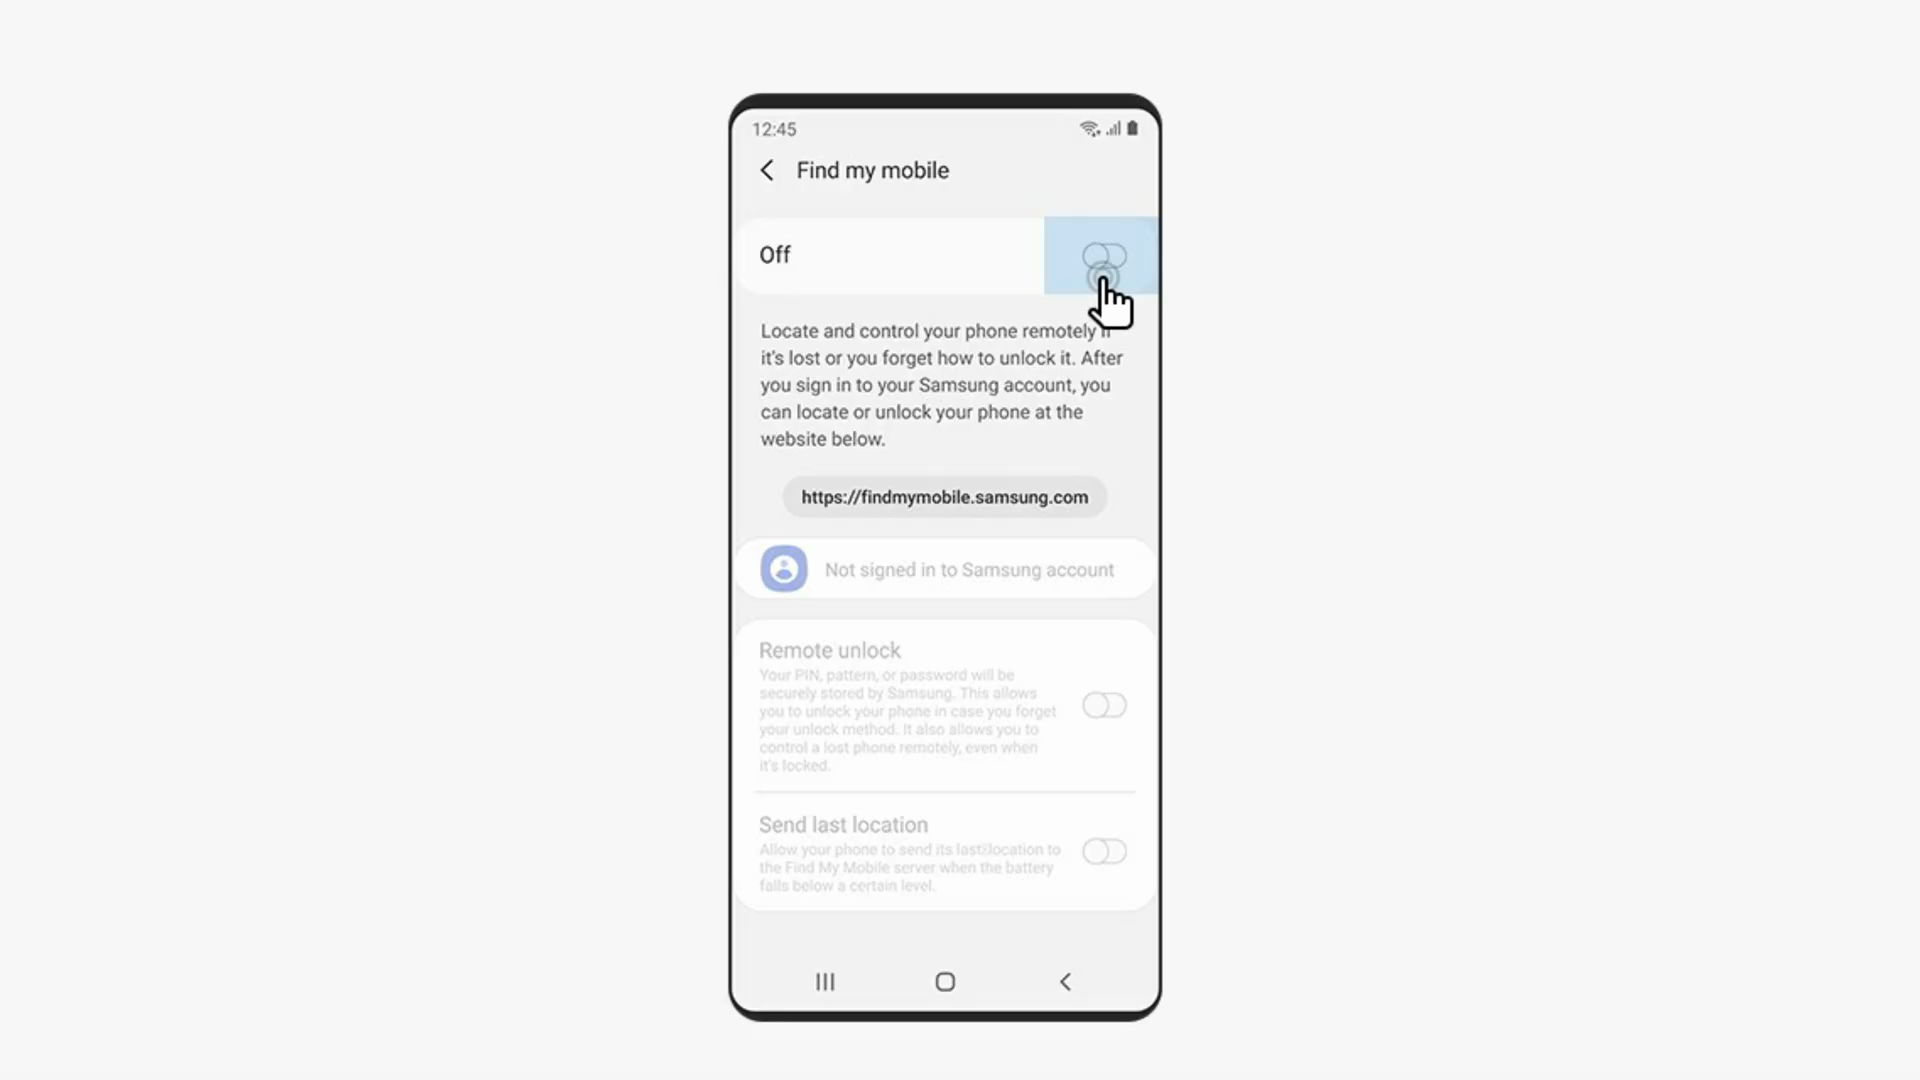 12:45
Find my mobile
Off
Locate and control your phone remotely if
it's lost or you forget how to unlock it. After
you sign in to your Samsung account, you
can locate or unlock your phone at the
website below.
https://findmymobile.samsung.com
Not signed in to Samsung account
Remote unlock
Your PIN, pattern, or password will be
securely stored by Samsung. This allows
you to unlock your phone in case you forget
your unlock method. It also allows you to
control a lost phone remotely, even when
it's locked.
Send last location
Allow your phone to send its last location to
the Find My Mobile server when the battery
falls below a certain level.